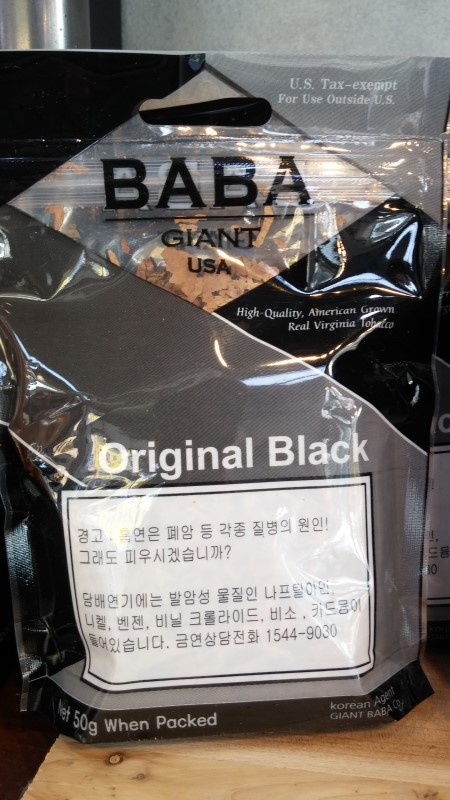 U.S. Tax-exempt
For Use Outside U.S.
BABA
GIANT
USA
High-Quality, American Grown
Real Virginia Tobacco
Original Black
경고 : 흡연은 폐암 등 각종 질병의 원인!
그래도 피우시겠습니까?
담배연기에는 발암성 물질인 나프틸아민,
니켈, 벤젠, 비닐 크롤라이드, 비소 , 카드뮴이
들어있습니다. 금연상담전화 1544-9030
Net 50g When Packed
korean Agent
GIANT BABA Co.